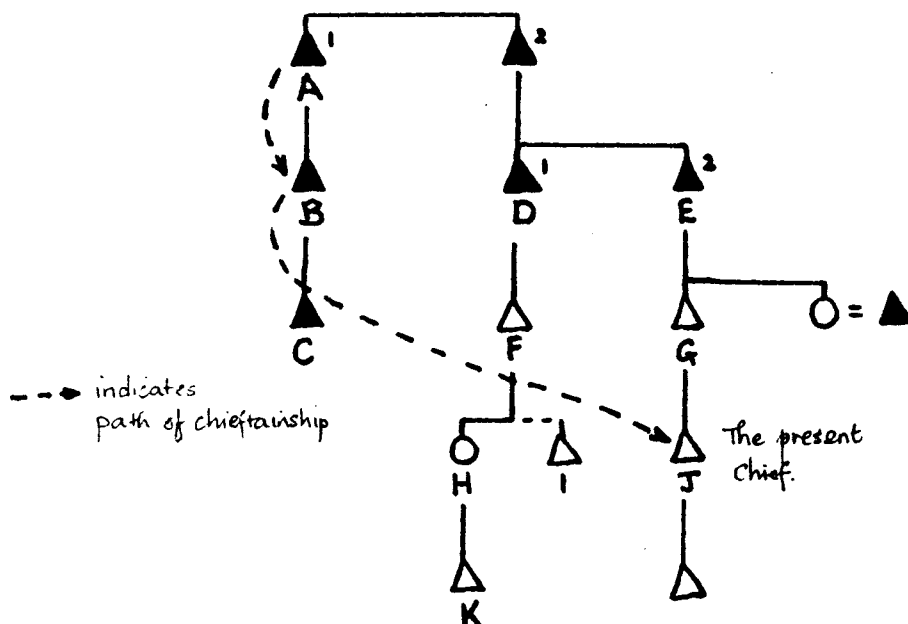 1
2
A
1
2
B
D
E
C
F
G
indicates
path of chieftainship
The present
Chief.
H
I
J
K